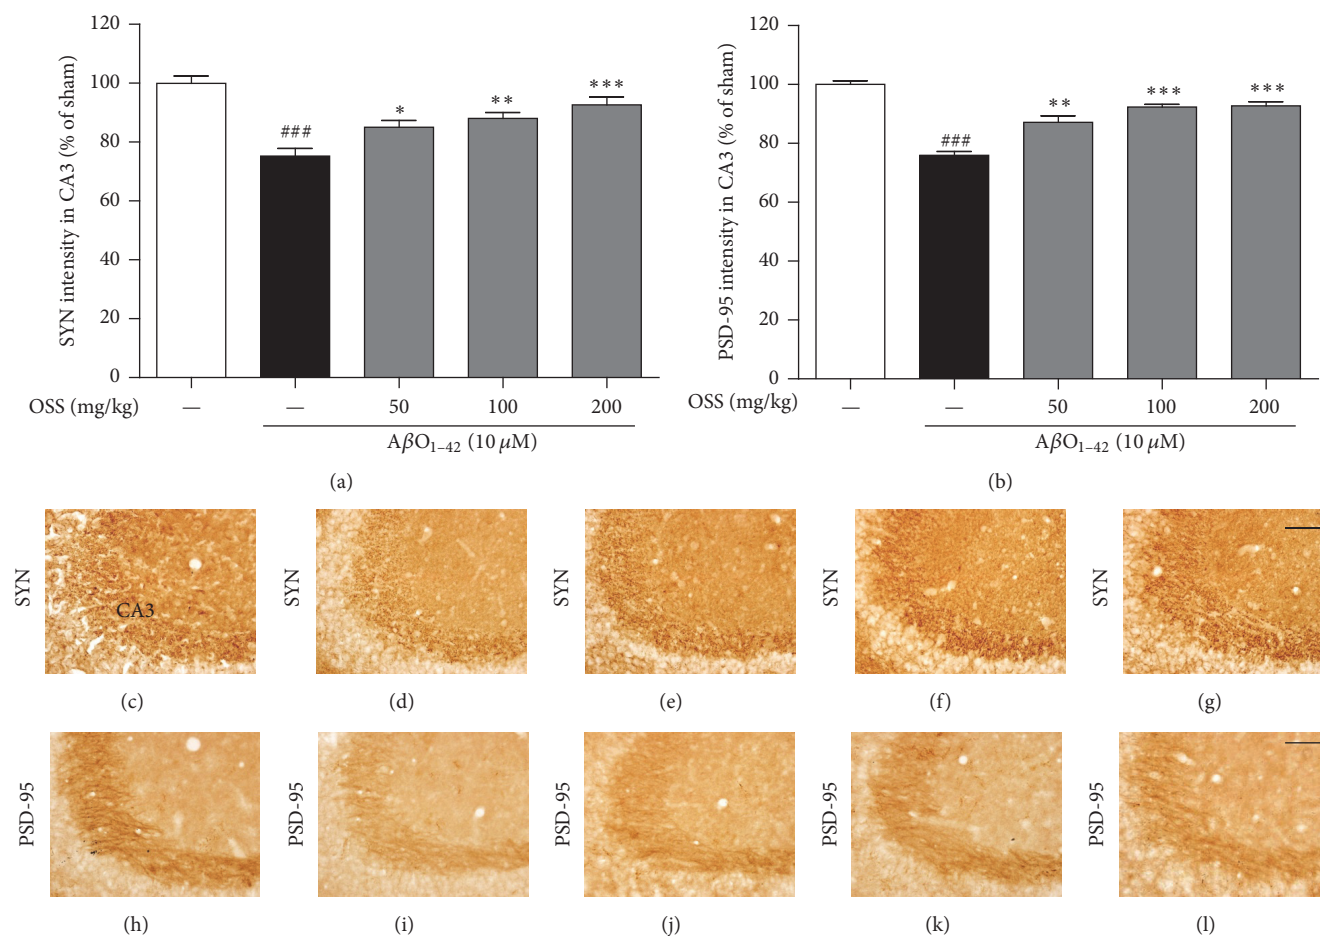 120
100
80
60
40
20
0
SYN intensity in CA3 (% of sham)
###
*
**
***
OSS (mg/kg)
— — 50 100 200
AβO1–42 (10 μM)
(a)
120
100
80
60
40
20
0
PSD-95 intensity in CA3 (% of sham)
###
**
***
***
OSS (mg/kg)
— — 50 100 200
AβO1–42 (10 μM)
(b)
SYN
CA3
SYN
SYN
SYN
SYN
(c) (d) (e) (f) (g)
PSD-95
PSD-95
PSD-95
PSD-95
PSD-95
(h) (i) (j) (k) (l)